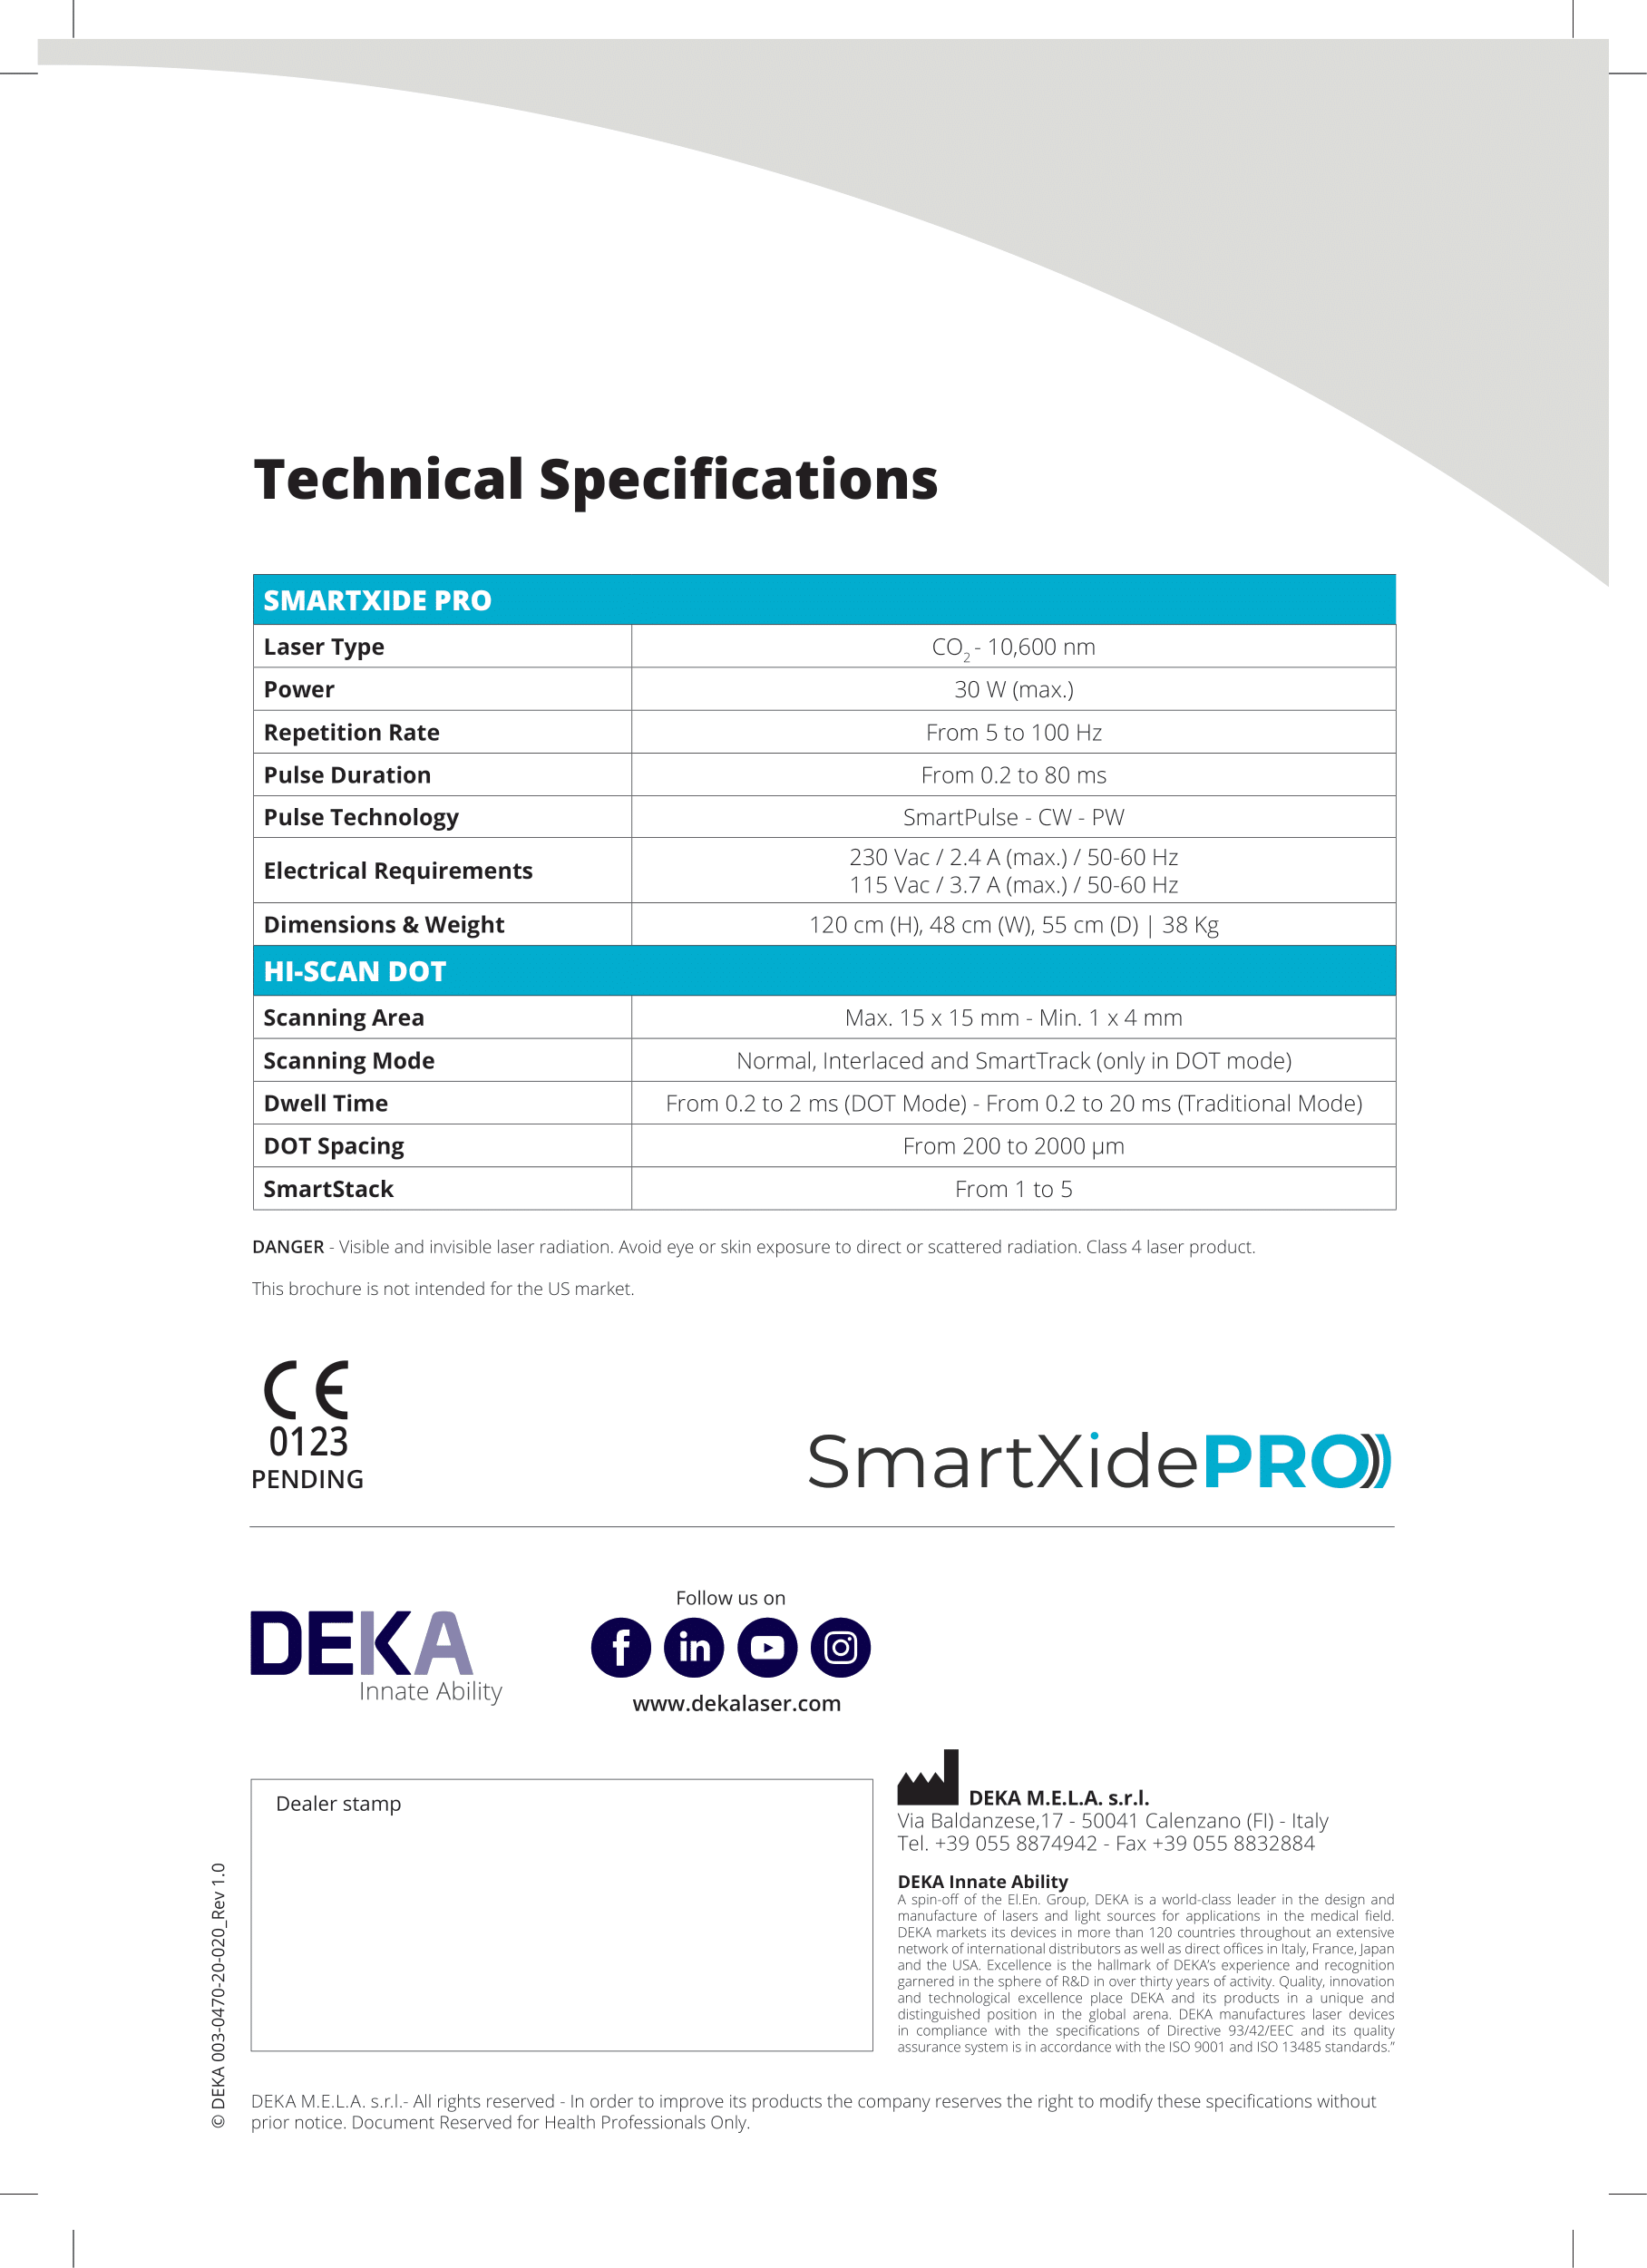 Technical Specifications
SMARTXIDE PRO
Laser Type CO2 - 10,600 nm
Power 30 W (max.)
Repetition Rate From 5 to 100 Hz
Pulse Duration From 0.2 to 80 ms
Pulse Technology SmartPulse - CW - PW
Electrical Requirements 230 Vac / 2.4 A (max.) / 50-60 Hz
115 Vac / 3.7 A (max.) / 50-60 Hz
Dimensions & Weight 120 cm (H), 48 cm (W), 55 cm (D) | 38 Kg
HI-SCAN DOT
Scanning Area Max. 15 x 15 mm - Min. 1 x 4 mm
Scanning Mode Normal, Interlaced and SmartTrack (only in DOT mode)
Dwell Time From 0.2 to 2 ms (DOT Mode) - From 0.2 to 20 ms (Traditional Mode)
DOT Spacing From 200 to 2000 µm
SmartStack From 1 to 5
DANGER - Visible and invisible laser radiation. Avoid eye or skin exposure to direct or scattered radiation. Class 4 laser product.
This brochure is not intended for the US market.
CE
0123
PENDING
SmartXidePRO
DEKA
Innate Ability
Follow us on
f in
www.dekalaser.com
Dealer stamp
DEKA M.E.L.A. s.r.l.
Via Baldanzese,17 - 50041 Calenzano (FI) - Italy
Tel. +39 055 8874942 - Fax +39 055 8832884
DEKA Innate Ability
A spin-off of the El.En. Group, DEKA is a world-class leader in the design and
manufacture of lasers and light sources for applications in the medical field.
DEKA markets its devices in more than 120 countries throughout an extensive
network of international distributors as well as direct offices in Italy, France, Japan
and the USA. Excellence is the hallmark of DEKA's experience and recognition
garnered in the sphere of R&D in over thirty years of activity. Quality, innovation
and technological excellence place DEKA and its products in a unique and
distinguished position in the global arena. DEKA manufactures laser devices
in compliance with the specifications of Directive 93/42/EEC and its quality
assurance system is in accordance with the ISO 9001 and ISO 13485 standards."
© DEKA 003-0470-20-020_Rev 1.0
DEKA M.E.L.A. s.r.l.- All rights reserved - In order to improve its products the company reserves the right to modify these specifications without
prior notice. Document Reserved for Health Professionals Only.